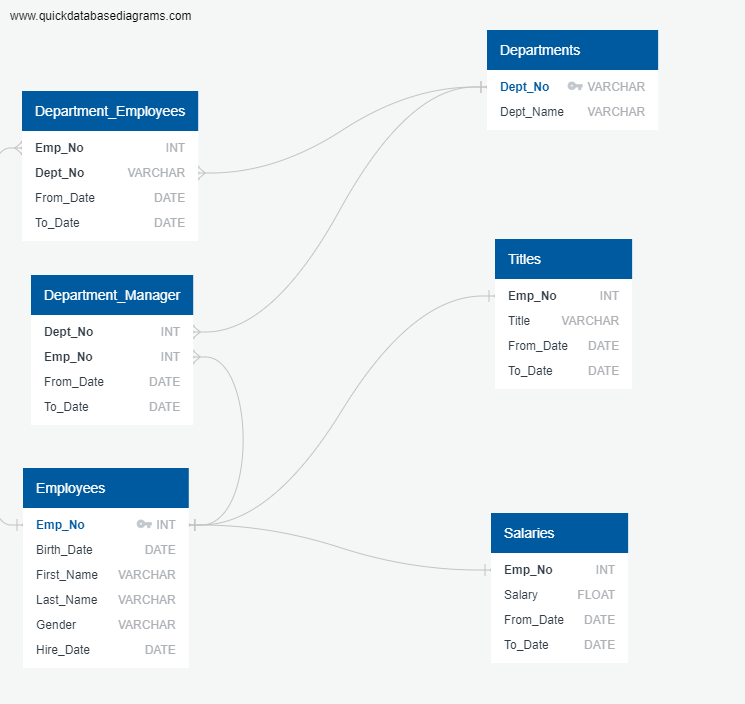 www.quickdatabasediagrams.com
Departments
Dept_No VARCHAR
Dept_Name VARCHAR
Department_Employees
Emp_No INT
Dept_No VARCHAR
From_Date DATE
To_Date DATE
Titles
Emp_No INT
Title VARCHAR
From_Date DATE
To_Date DATE
Department_Manager
Dept_No INT
Emp_No INT
From_Date DATE
To_Date DATE
Employees
Emp_No INT
Birth_Date DATE
First_Name VARCHAR
Last_Name VARCHAR
Gender VARCHAR
Hire_Date DATE
Salaries
Emp_No INT
Salary FLOAT
From_Date DATE
To_Date DATE